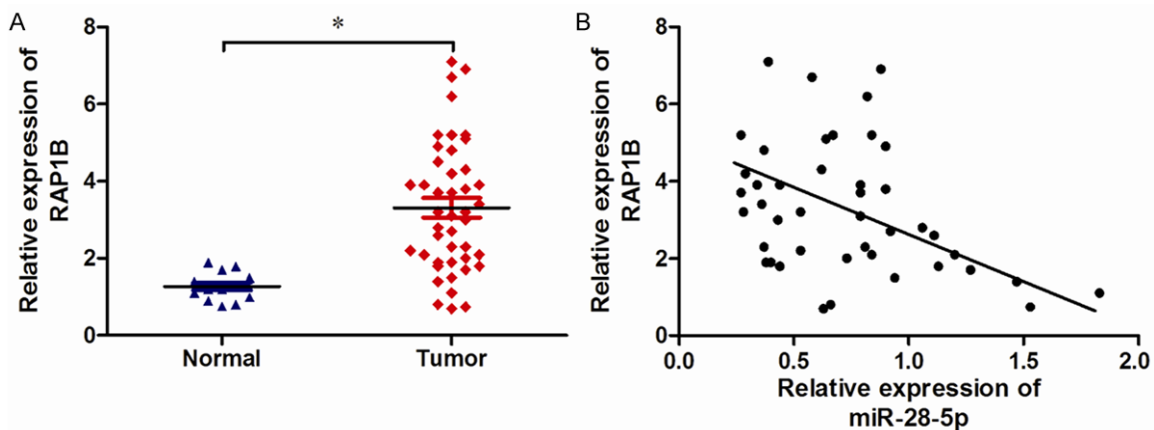 A
Relative expression of
RAP1B
8
6
4
2
0
*
Normal
Tumor
B
Relative expression of
RAP1B
8
6
4
2
0
0.0
0.5
1.0
1.5
2.0
Relative expression of
miR-28-5p